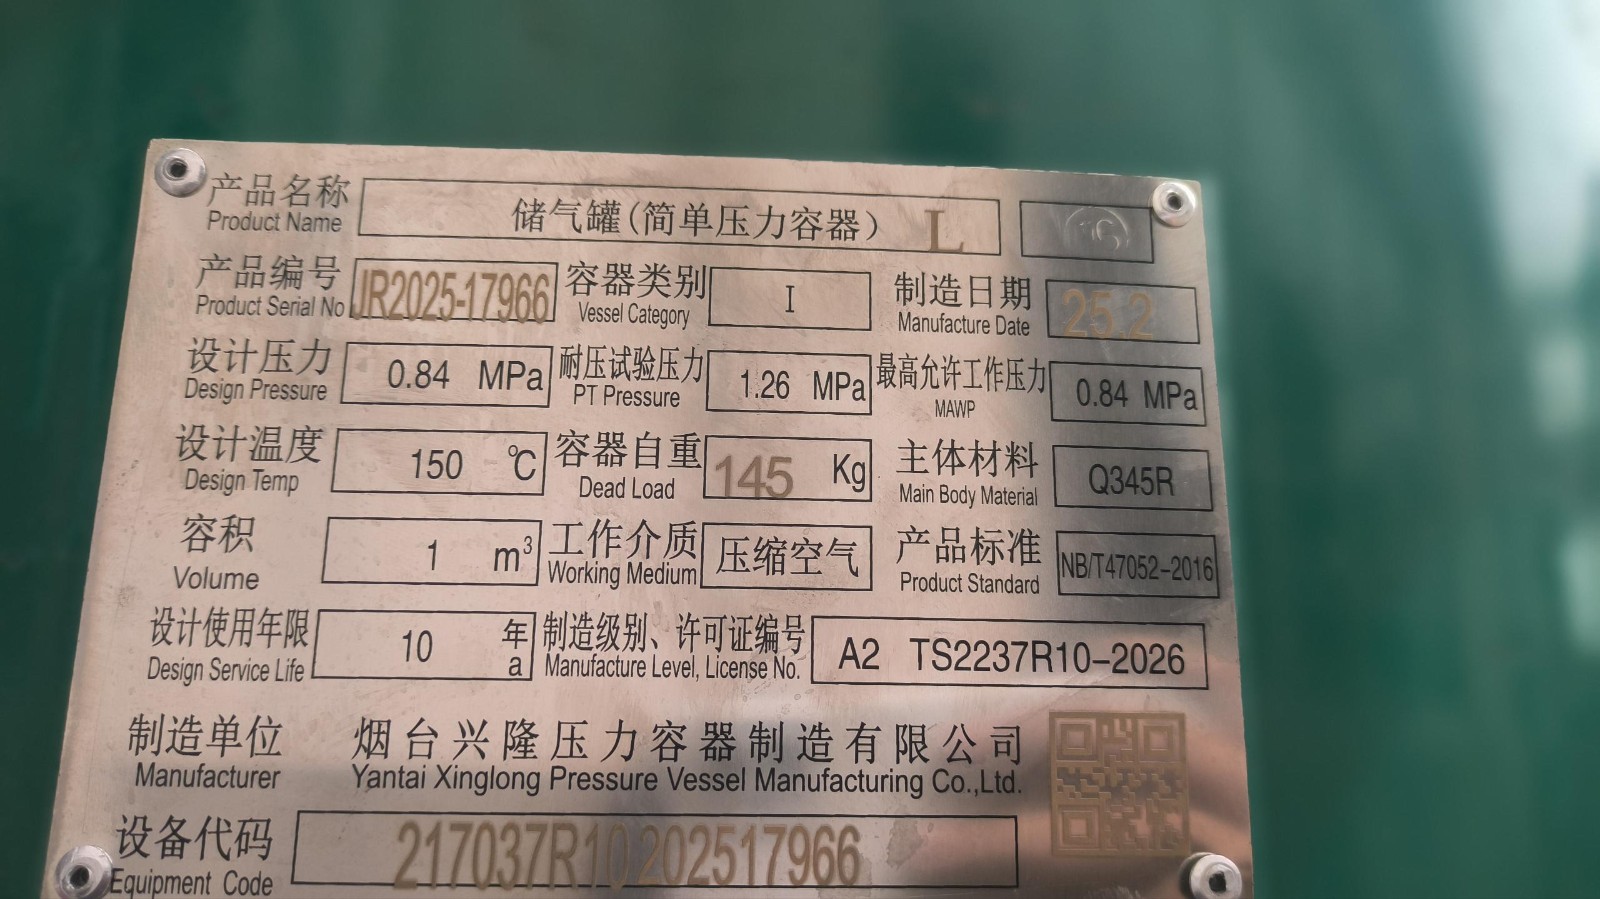 产品名称 储气罐(简单压力容器) L
Product Name
产品编号 JR2025-17966 容器类别 I 制造日期 25.2
Product Serial No Vessel Category Manufacture Date
设计压力 0.84 MPa 耐压试验压力 1.26 MPa 最高允许工作压力 0.84 MPa
Design Pressure PT Pressure MAWP
设计温度 150 ℃ 容器自重 145 Kg 主体材料 Q345R
Design Temp Dead Load Main Body Material
容积 1 m³ 工作介质 压缩空气 产品标准 NB/T47052-2016
Volume Working Medium Product Standard
设计使用年限 10 年 制造级别、许可证编号 A2 TS2237R10-2026
Design Service Life a Manufacture Level, License No.
制造单位 烟台兴隆压力容器制造有限公司
Manufacturer Yantai Xinglong Pressure Vessel Manufacturing Co.,Ltd.
设备代码 217037R10202517966
Equipment Code